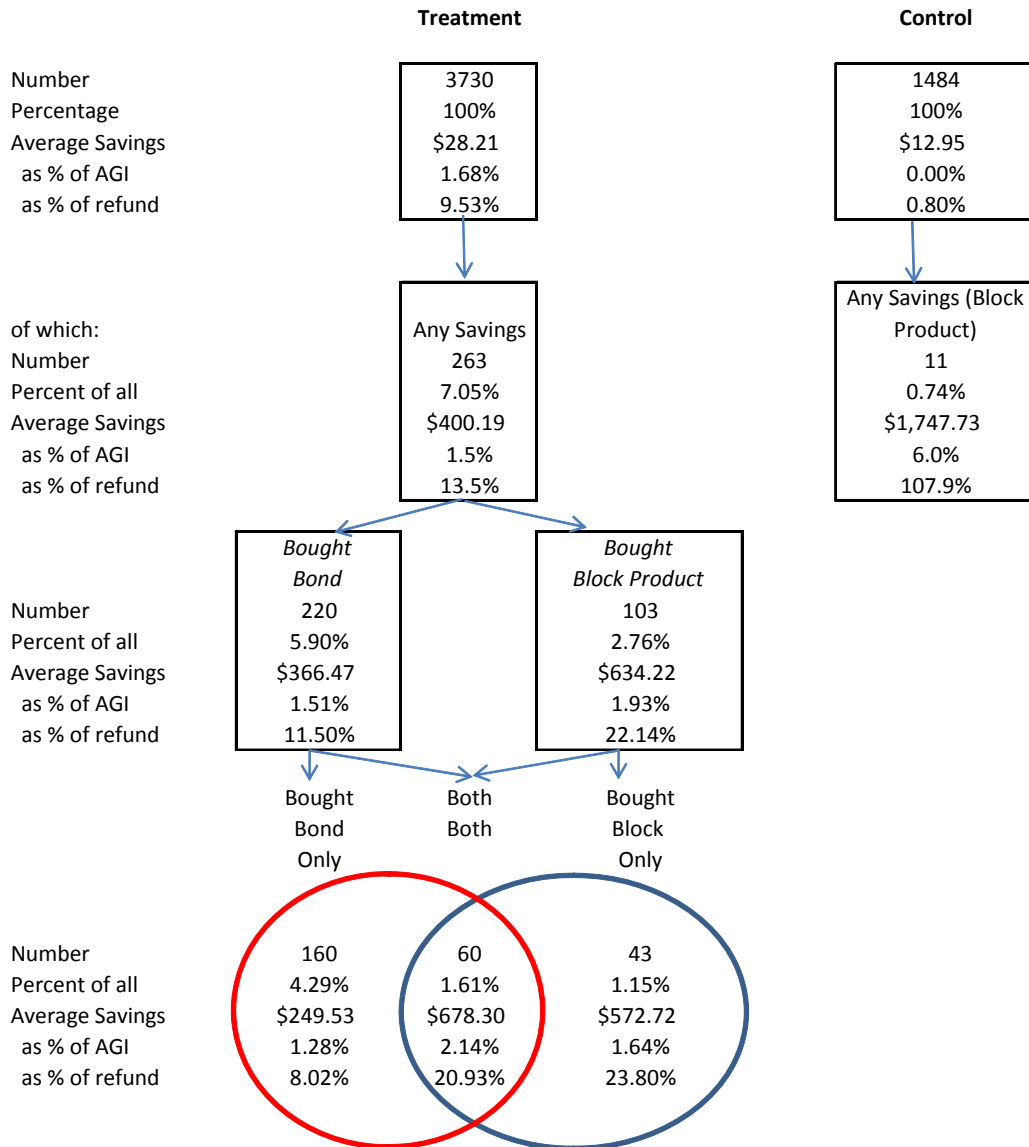 Treatment Control
Number 3730 1484
Percentage 100% 100%
Average Savings $28.21 $12.95
as % of AGI 1.68% 0.00%
as % of refund 9.53% 0.80%
Any Savings (Block
of which: Any Savings Product)
Number 263 11
Percent of all 7.05% 0.74%
Average Savings $400.19 $1,747.73
as % of AGI 1.5% 6.0%
as % of refund 13.5% 107.9%
Bought Bought
Bond Block Product
Number 220 103
Percent of all 5.90% 2.76%
Average Savings $366.47 $634.22
as % of AGI 1.51% 1.93%
as % of refund 11.50% 22.14%
Bought Both Bought
Bond Both Block
Only Only
Number 160 60 43
Percent of all 4.29% 1.61% 1.15%
Average Savings $249.53 $678.30 $572.72
as % of AGI 1.28% 2.14% 1.64%
as % of refund 8.02% 20.93% 23.80%